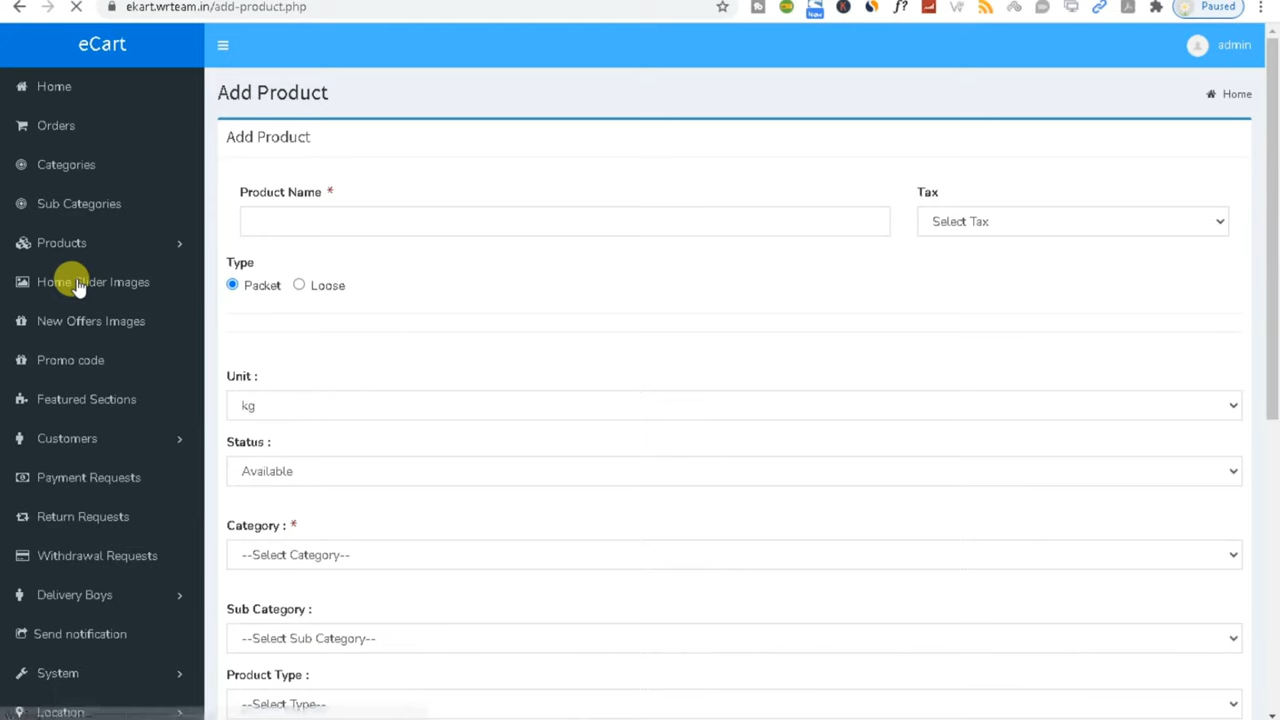 ekart.wrteam.in/add-product.php
Paused
eCart
admin
Home
Orders
Categories
Sub Categories
Products
Home Slider Images
New Offers Images
Promo code
Featured Sections
Customers
Payment Requests
Return Requests
Withdrawal Requests
Delivery Boys
Send notification
System
Location
Add Product
Home
Add Product
Product Name *
Tax
Select Tax
Type
Packet
Loose
Unit :
kg
Status :
Available
Category : *
--Select Category--
Sub Category :
--Select Sub Category--
Product Type :
--Select Type--